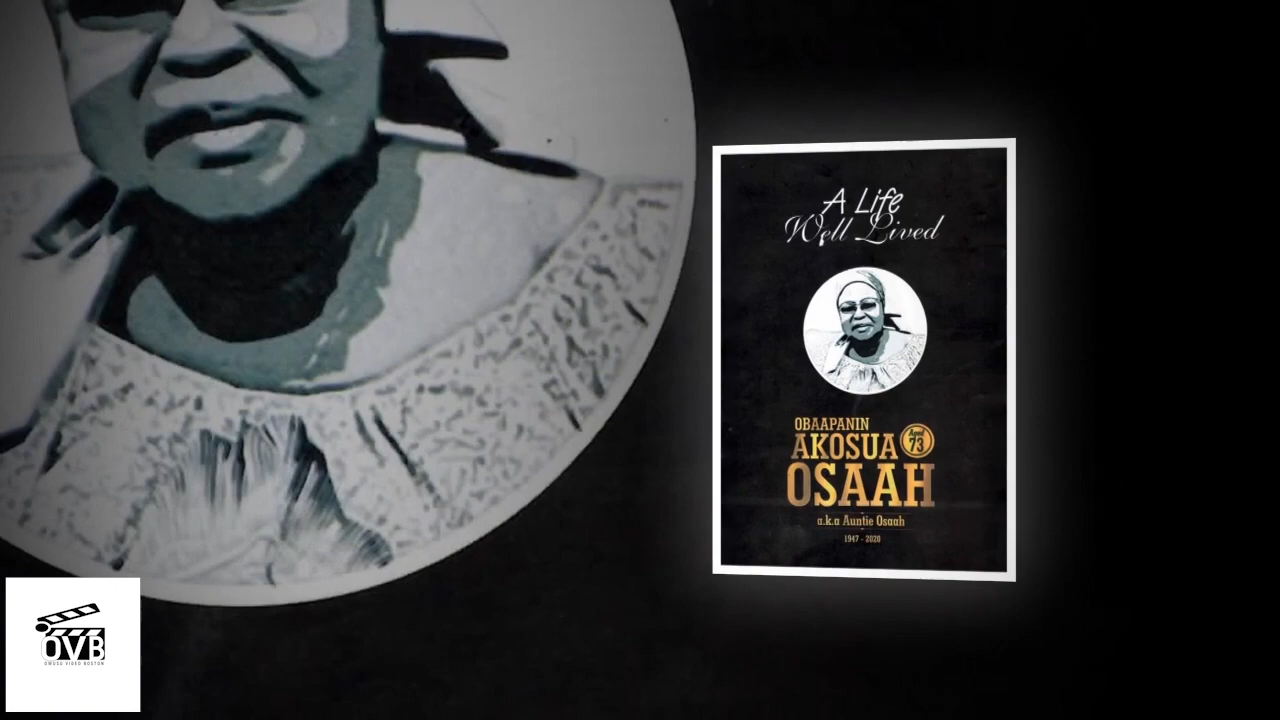 A Life
Well Lived
OBAAPANIN
AKOSUA
Aged
73
OSAAH
a.k.a Auntie Osaah
1947 - 2020
OVB
OWUSU VIDEO BOSTON